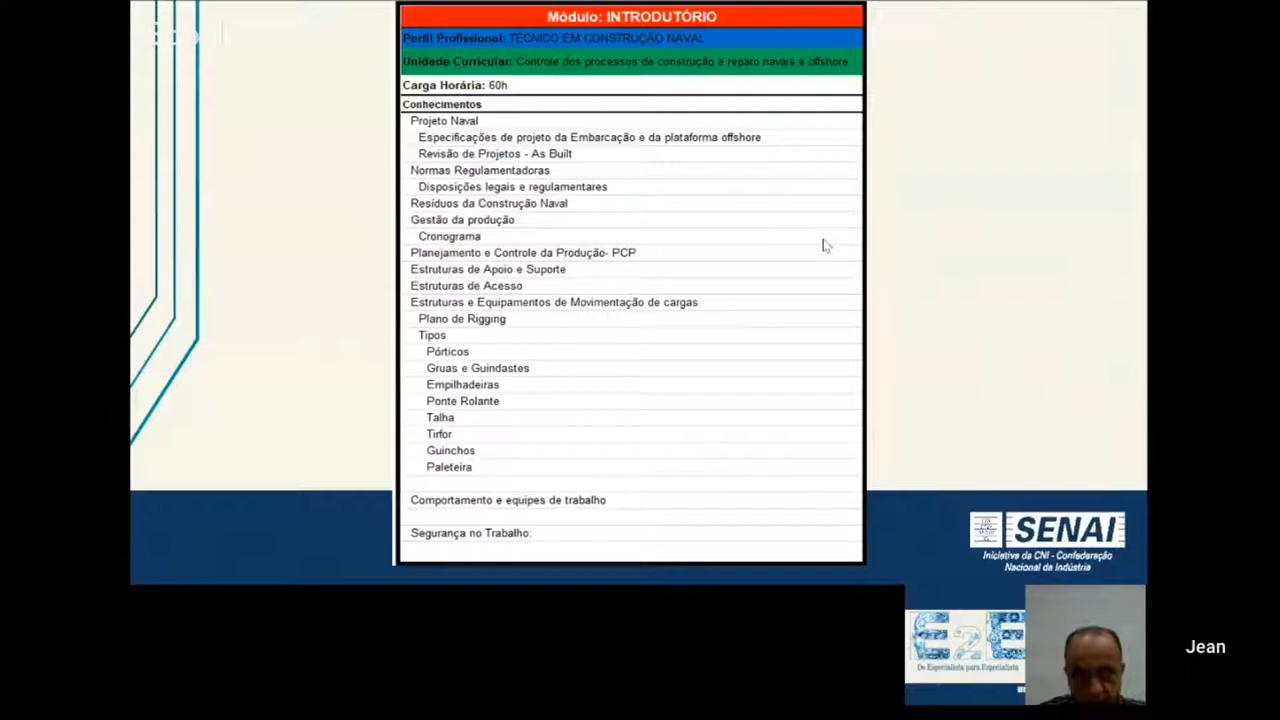 Módulo: INTRODUTÓRIO
Perfil Profissional: TÉCNICO EM CONSTRUÇÃO NAVAL
Unidade Curricular: Controle dos processos de construção e reparo navais e offshore
Carga Horária: 60h
Conhecimentos
Projeto Naval
Especificações de projeto da Embarcação e da plataforma offshore
Revisão de Projetos - As Built
Normas Regulamentadoras
Disposições legais e regulamentares
Resíduos da Construção Naval
Gestão da produção
Cronograma
Planejamento e Controle da Produção- PCP
Estruturas de Apoio e Suporte
Estruturas de Acesso
Estruturas e Equipamentos de Movimentação de cargas
Plano de Rigging
Tipos
Pórticos
Gruas e Guindastes
Empilhadeiras
Ponte Rolante
Talha
Tirfor
Guinchos
Paleteira
Comportamento e equipes de trabalho
Segurança no Trabalho:
SENAI
Iniciativa da CNI - Confederação
Nacional da Indústria
E2E
De Especialista para Especialista
Jean